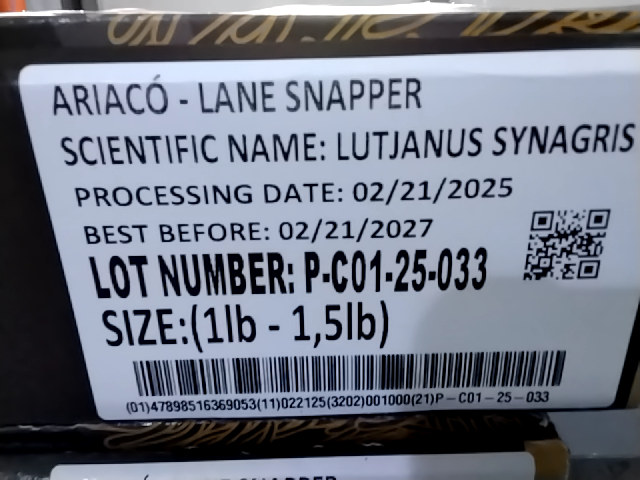 ARIACÓ - LANE SNAPPER
SCIENTIFIC NAME: LUTJANUS SYNAGRIS
PROCESSING DATE: 02/21/2025
BEST BEFORE: 02/21/2027
LOT NUMBER: P-C01-25-033
SIZE:(1lb - 1,5lb)
(01)47898516369053(11)022125(3202)001000(21)P-C01-25-033